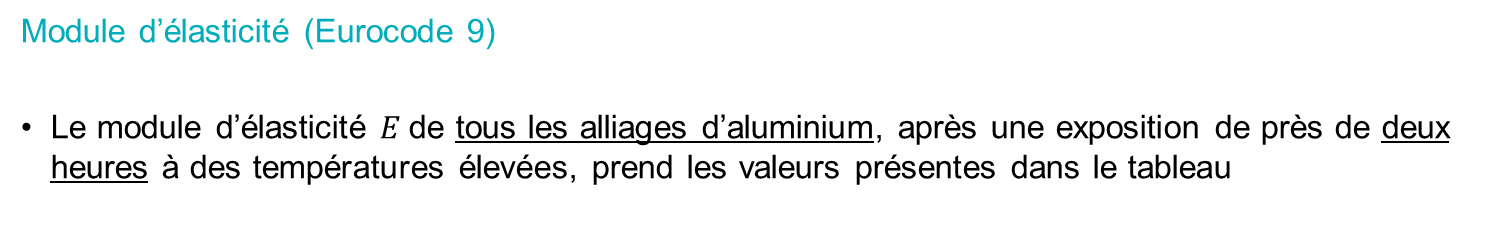 Module d’élasticité (Eurocode 9)
• Le module d’élasticité E de tous les alliages d’aluminium, après une exposition de près de deux
heures à des températures élevées, prend les valeurs présentes dans le tableau